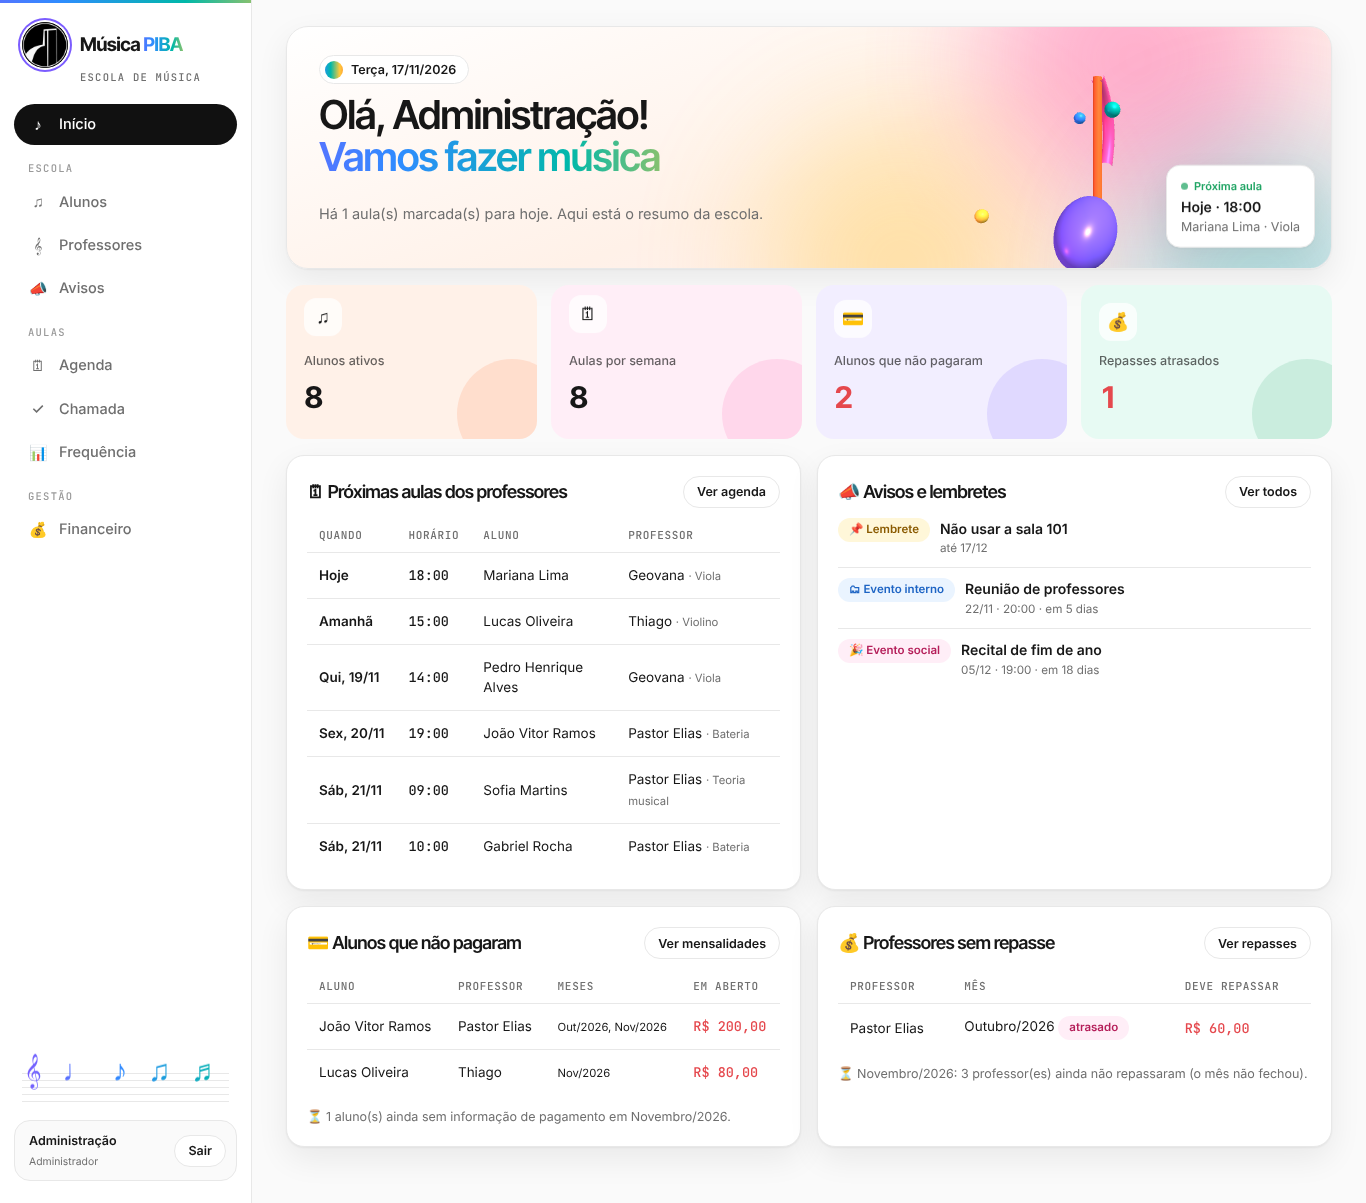 Música PIBA
ESCOLA DE MÚSICA
♪ Início
ESCOLA
♫ Alunos
𝄞 Professores
📣 Avisos
AULAS
🗓 Agenda
✓ Chamada
📊 Frequência
GESTÃO
💰 Financeiro
𝄞 ♩ ♪ ♫ ♬
Administração
Administrador
Sair
Terça, 17/11/2026
Olá, Administração!
Vamos fazer música
Há 1 aula(s) marcada(s) para hoje. Aqui está o resumo da escola.
Próxima aula
Hoje · 18:00
Mariana Lima · Viola
♫
Alunos ativos
8
🗓
Aulas por semana
8
💳
Alunos que não pagaram
2
💰
Repasses atrasados
1
🗓 Próximas aulas dos professores
Ver agenda
QUANDO HORÁRIO ALUNO PROFESSOR
Hoje 18:00 Mariana Lima Geovana · Viola
Amanhã 15:00 Lucas Oliveira Thiago · Violino
Qui, 19/11 14:00 Pedro Henrique Alves Geovana · Viola
Sex, 20/11 19:00 João Vitor Ramos Pastor Elias · Bateria
Sáb, 21/11 09:00 Sofia Martins Pastor Elias · Teoria musical
Sáb, 21/11 10:00 Gabriel Rocha Pastor Elias · Bateria
📣 Avisos e lembretes
Ver todos
📌 Lembrete Não usar a sala 101
até 17/12
🗂 Evento interno Reunião de professores
22/11 · 20:00 · em 5 dias
🎉 Evento social Recital de fim de ano
05/12 · 19:00 · em 18 dias
💳 Alunos que não pagaram
Ver mensalidades
ALUNO PROFESSOR MESES EM ABERTO
João Vitor Ramos Pastor Elias Out/2026, Nov/2026 R$ 200,00
Lucas Oliveira Thiago Nov/2026 R$ 80,00
⏳ 1 aluno(s) ainda sem informação de pagamento em Novembro/2026.
💰 Professores sem repasse
Ver repasses
PROFESSOR MÊS DEVE REPASSAR
Pastor Elias Outubro/2026 atrasado R$ 60,00
⏳ Novembro/2026: 3 professor(es) ainda não repassaram (o mês não fechou).